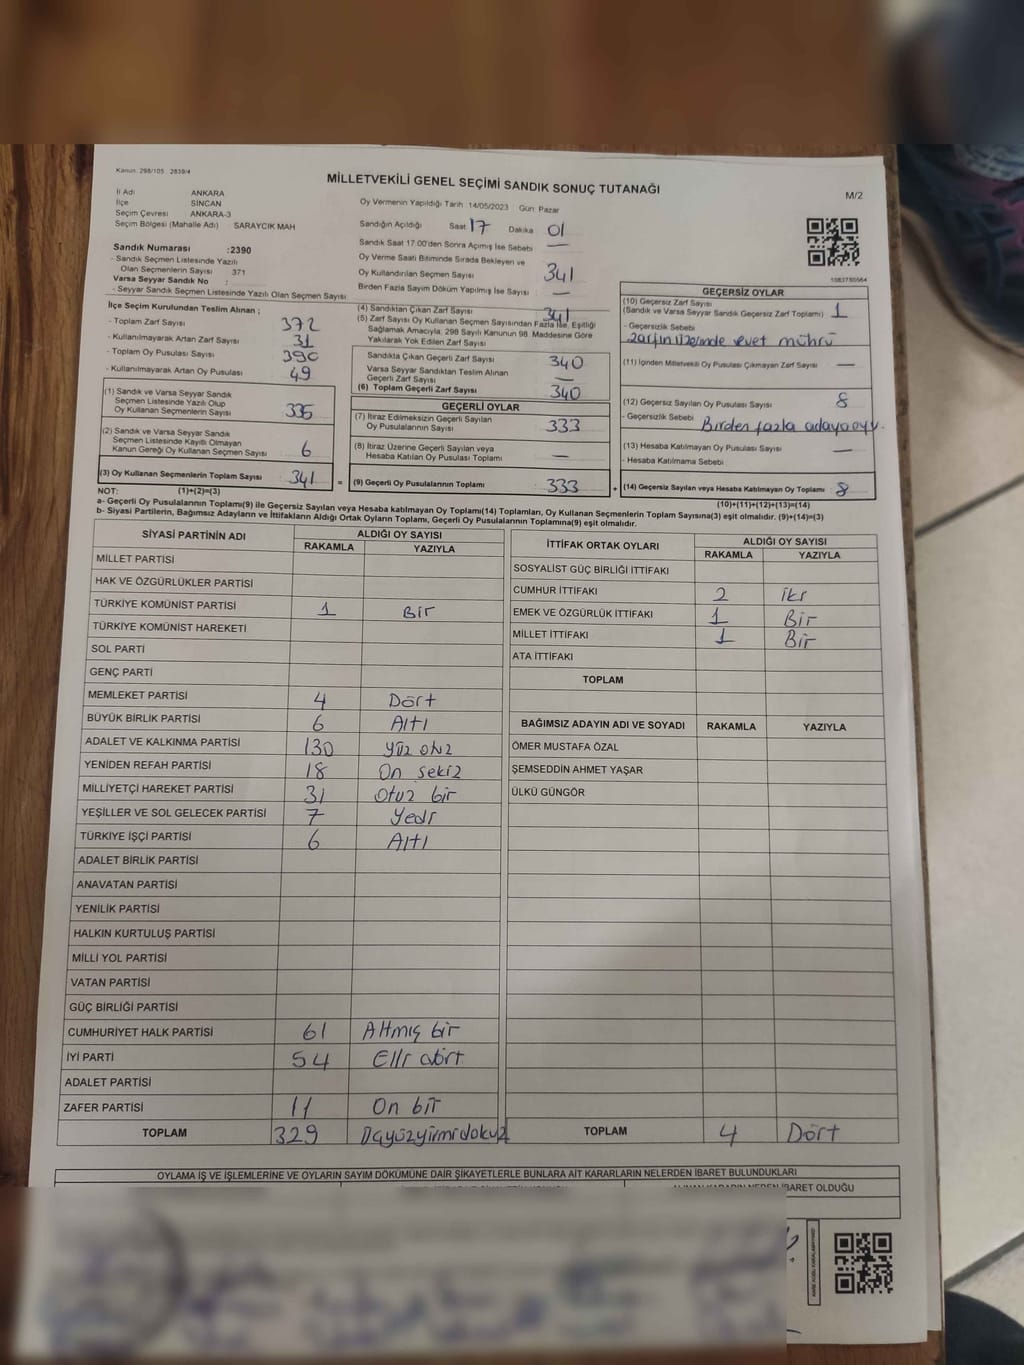 Kanun: 298/105 2839/4
MİLLETVEKİLİ GENEL SEÇİMİ SANDIK SONUÇ TUTANAĞI
M/2
İl Adı ANKARA
İlçe SİNCAN
Seçim Çevresi ANKARA-3
Seçim Bölgesi (Mahalle Adı) SARAYCIK MAH
Sandık Numarası :2390
- Sandık Seçmen Listesinde Yazılı
Olan Seçmenlerin Sayısı 371
Varsa Seyyar Sandık No :
- Seyyar Sandık Seçmen Listesinde Yazılı Olan Seçmen Sayısı
Oy Vermenin Yapıldığı Tarih 14/05/2023 Gün: Pazar
Sandığın Açıldığı Saat 17 Dakika 01
Sandık Saat 17:00'den Sonra Açılmış İse Sebebi —
Oy Verme Saati Bitiminde Sırada Bekleyen ve
Oy Kullandırılan Seçmen Sayısı 341
Birden Fazla Sayım Döküm Yapılmış İse Sayısı —
İlçe Seçim Kurulundan Teslim Alınan ;
- Toplam Zarf Sayısı 372
- Kullanılmayarak Artan Zarf Sayısı 31
- Toplam Oy Pusulası Sayısı 390
- Kullanılmayarak Artan Oy Pusulası 49
(1) Sandık ve Varsa Seyyar Sandık
Seçmen Listesinde Yazılı Olup
Oy Kullanan Seçmenlerin Sayısı 335
(2) Sandık ve Varsa Seyyar Sandık
Seçmen Listesinde Kayıtlı Olmayan
Kanun Gereği Oy Kullanan Seçmen Sayısı 6
(3) Oy Kullanan Seçmenlerin Toplam Sayısı 341
(4) Sandıktan Çıkan Zarf Sayısı 341
(5) Zarf Sayısı Oy Kullanan Seçmen Sayısından Fazla İse, Eşitliği
Sağlamak Amacıyla, 298 Sayılı Kanunun 98. Maddesine Göre
Yakılarak Yok Edilen Zarf Sayısı
Sandıkta Çıkan Geçerli Zarf Sayısı 340
Varsa Seyyar Sandıktan Teslim Alınan
Geçerli Zarf Sayısı —
(6) Toplam Geçerli Zarf Sayısı 340
GEÇERLİ OYLAR
(7) İtiraz Edilmeksizin Geçerli Sayılan
Oy Pusulalarının Sayısı 333
(8) İtiraz Üzerine Geçerli Sayılan veya
Hesaba Katılan Oy Pusulası Toplamı —
= (9) Geçerli Oy Pusulalarının Toplamı 333
1083780564
GEÇERSİZ OYLAR
(10) Geçersiz Zarf Sayısı
(Sandık ve Varsa Seyyar Sandık Geçersiz Zarf Toplamı) 1
- Geçersizlik Sebebi
zarfın üzerinde evet mührü
(11) İçinden Milletvekili Oy Pusulası Çıkmayan Zarf Sayısı —
(12) Geçersiz Sayılan Oy Pusulası Sayısı 8
- Geçersizlik Sebebi Birden fazla adaya oy
(13) Hesaba Katılmayan Oy Pusulası Sayısı —
- Hesaba Katılmama Sebebi
+ (14) Geçersiz Sayılan veya Hesaba Katılmayan Oy Toplamı 8
NOT: (1)+(2)=(3) (10)+(11)+(12)+(13)=(14)
a- Geçerli Oy Pusulalarının Toplamı(9) ile Geçersiz Sayılan veya Hesaba Katılmayan Oy Toplamı(14) Toplamları, Oy Kullanan Seçmenlerin Toplam Sayısına(3) eşit olmalıdır. (9)+(14)=(3)
b- Siyasi Partilerin, Bağımsız Adayların ve İttifakların Aldığı Ortak Oyların Toplamı, Geçerli Oy Pusulalarının Toplamına(9) eşit olmalıdır.
SİYASİ PARTİNİN ADI ALDIĞI OY SAYISI
RAKAMLA YAZIYLA
MİLLET PARTİSİ
HAK VE ÖZGÜRLÜKLER PARTİSİ
TÜRKİYE KOMÜNİST PARTİSİ 1 Bir
TÜRKİYE KOMÜNİST HAREKETİ
SOL PARTİ
GENÇ PARTİ
MEMLEKET PARTİSİ 4 Dört
BÜYÜK BİRLİK PARTİSİ 6 Altı
ADALET VE KALKINMA PARTİSİ 130 yüz otuz
YENİDEN REFAH PARTİSİ 18 On sekiz
MİLLİYETÇİ HAREKET PARTİSİ 31 otuz bir
YEŞİLLER VE SOL GELECEK PARTİSİ 7 Yedi
TÜRKİYE İŞÇİ PARTİSİ 6 Altı
ADALET BİRLİK PARTİSİ
ANAVATAN PARTİSİ
YENİLİK PARTİSİ
HALKIN KURTULUŞ PARTİSİ
MİLLİ YOL PARTİSİ
VATAN PARTİSİ
GÜÇ BİRLİĞİ PARTİSİ
CUMHURİYET HALK PARTİSİ 61 Altmış bir
İYİ PARTİ 54 Elli dört
ADALET PARTİSİ
ZAFER PARTİSİ 11 On bir
TOPLAM 329 Üçyüzyirmidokuz
İTTİFAK ORTAK OYLARI ALDIĞI OY SAYISI
RAKAMLA YAZIYLA
SOSYALİST GÜÇ BİRLİĞİ İTTİFAKI
CUMHUR İTTİFAKI 2 iki
EMEK VE ÖZGÜRLÜK İTTİFAKI 1 Bir
MİLLET İTTİFAKI 1 Bir
ATA İTTİFAKI
TOPLAM
BAĞIMSIZ ADAYIN ADI VE SOYADI RAKAMLA YAZIYLA
ÖMER MUSTAFA ÖZAL
ŞEMSEDDİN AHMET YAŞAR
ÜLKÜ GÜNGÖR
TOPLAM 4 Dört
OYLAMA İŞ VE İŞLEMLERİNE VE OYLARIN SAYIM DÖKÜMÜNE DAİR ŞİKAYETLERLE BUNLARA AİT KARARLARIN NELERDEN İBARET BULUNDUKLARI
ALINAN KARARIN NEDEN İBARET OLDUĞU